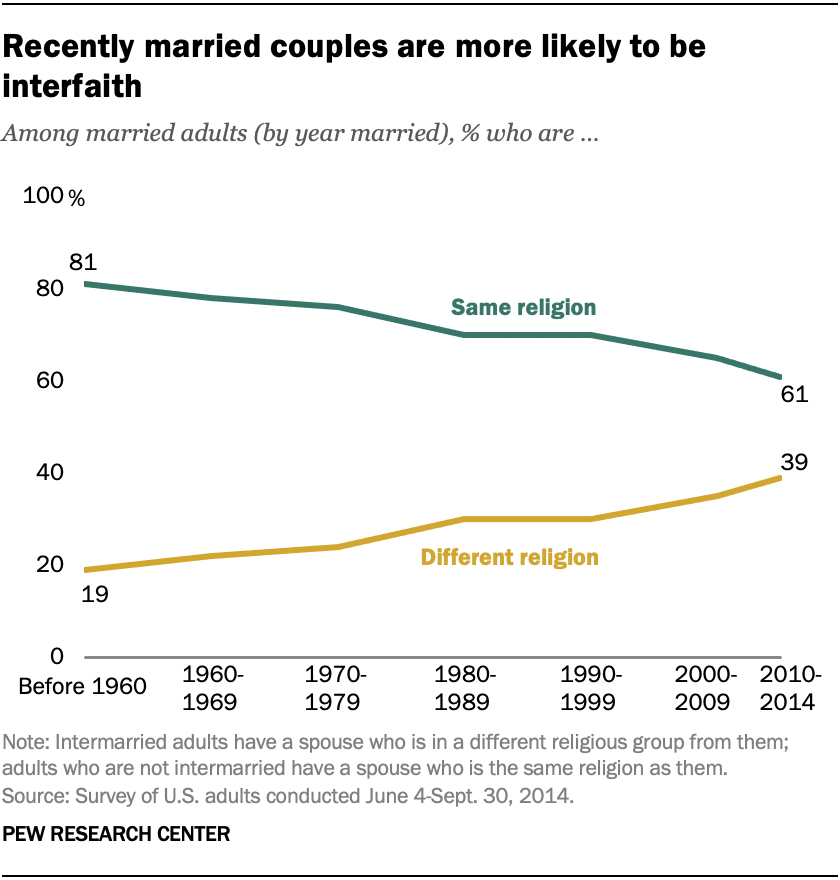 Recently married couples are more likely to be
interfaith
Among married adults (by year married), % who are ...
100 %
81
80
Same religion
60
61
40
39
20
Different religion
19
0
Before 1960
1960-
1969
1970-
1979
1980-
1989
1990-
1999
2000-
2009
2010-
2014
Note: Intermarried adults have a spouse who is in a different religious group from them;
adults who are not intermarried have a spouse who is the same religion as them.
Source: Survey of U.S. adults conducted June 4-Sept. 30, 2014.
PEW RESEARCH CENTER